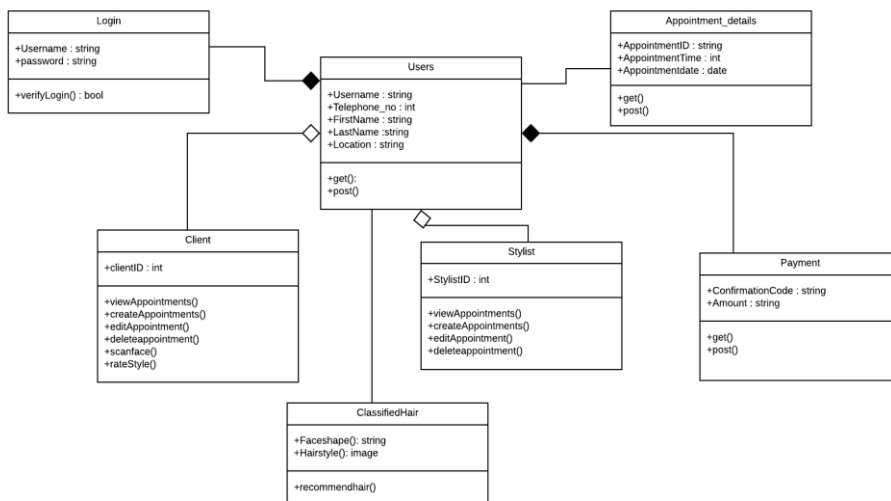 Login
+Username : string
+password : string
+verifyLogin() : bool
Users
+Username : string
+Telephone_no : int
+FirstName : string
+LastName :string
+Location : string
+get():
+post()
Appointment_details
+AppointmentID : string
+AppointmentTime : int
+Appointmentdate : date
+get()
+post()
Client
+clientID : int
+viewAppointments()
+createAppointments()
+editAppointment()
+deleteappointment()
+scanface()
+rateStyle()
Stylist
+StylistID : int
+viewAppointments()
+createAppointments()
+editAppointment()
+deleteappointment()
Payment
+ConfirmationCode : string
+Amount : string
+get()
+post()
ClassifiedHair
+Faceshape(): string
+Hairstyle(): image
+recommendhair()